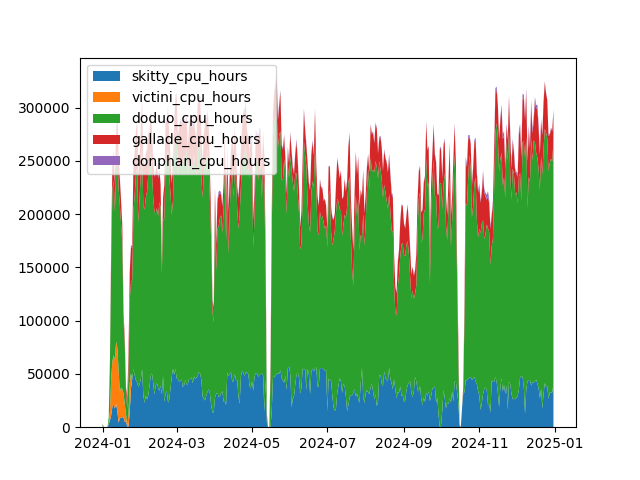 skitty_cpu_hours
victini_cpu_hours
doduo_cpu_hours
gallade_cpu_hours
donphan_cpu_hours
300000
250000
200000
150000
100000
50000
0
2024-01 2024-03 2024-05 2024-07 2024-09 2024-11 2025-01